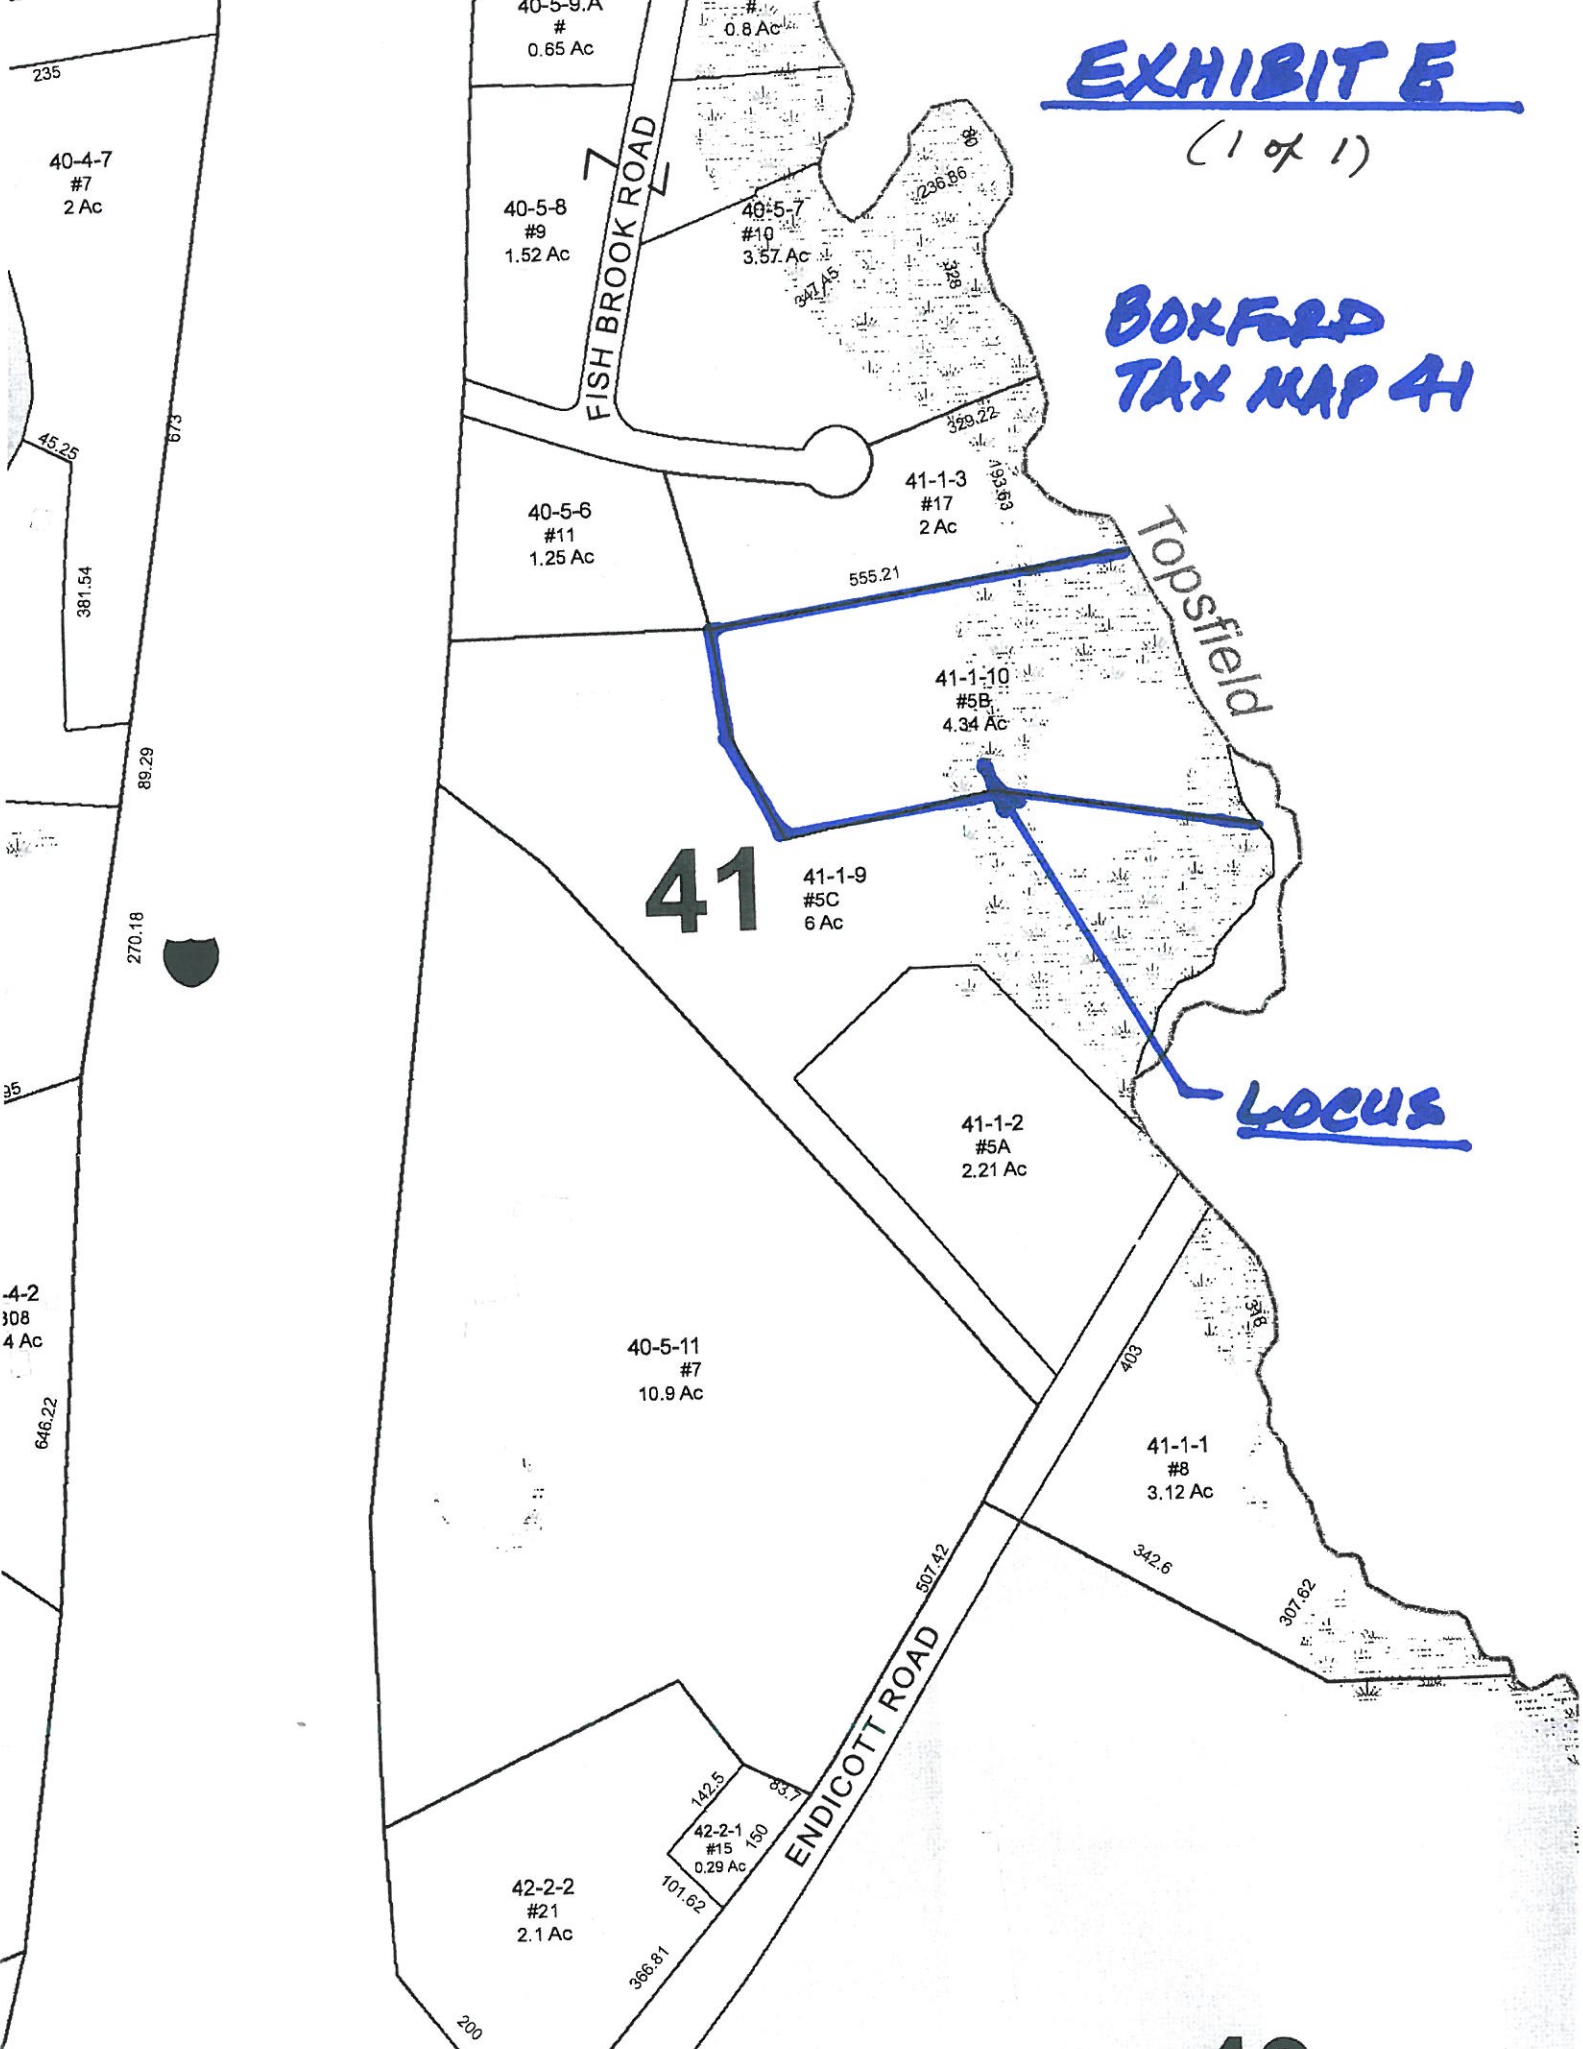 40-5-9.A
#
0.65 Ac
#
0.8 Ac
EXHIBIT E
(1 of 1)
235
40-4-7
#7
2 Ac
40-5-8
#9
1.52 Ac
FISH BROOK ROAD
40-5-7
#10
3.57 Ac
80
236.86
328
347.45
BOXFORD
TAX MAP 41
673
45.25
329.22
41-1-3
#17
2 Ac
193.63
40-5-6
#11
1.25 Ac
381.54
555.21
Topsfield
41-1-10
#5B
4.34 Ac
89.29
41
41-1-9
#5C
6 Ac
270.18
95
LOCUS
41-1-2
#5A
2.21 Ac
-4-2
308
4 Ac
40-5-11
#7
10.9 Ac
318
403
646.22
41-1-1
#8
3.12 Ac
507.42
342.6
307.62
ENDICOTT ROAD
142.5
83.7
42-2-1
#15
0.29 Ac
150
101.62
42-2-2
#21
2.1 Ac
366.81
200